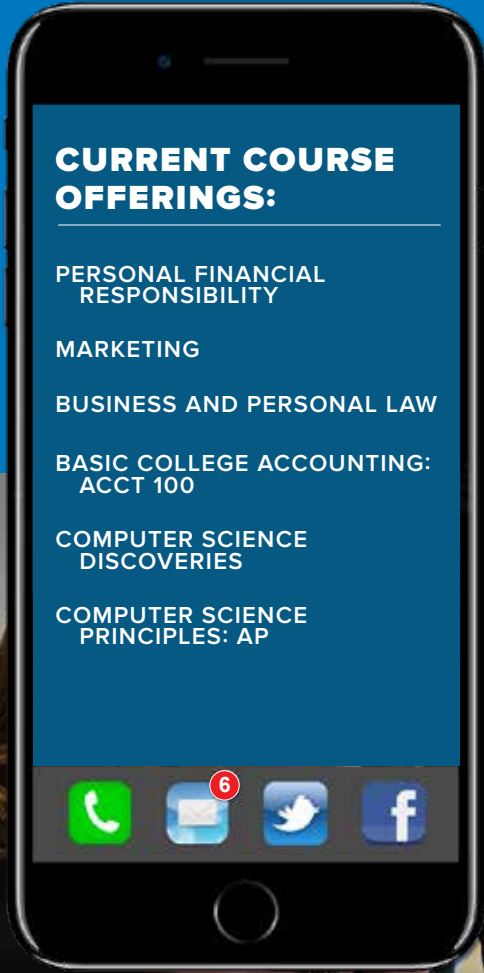 CURRENT COURSE
OFFERINGS:
PERSONAL FINANCIAL
RESPONSIBILITY
MARKETING
BUSINESS AND PERSONAL LAW
BASIC COLLEGE ACCOUNTING:
ACCT 100
COMPUTER SCIENCE
DISCOVERIES
COMPUTER SCIENCE
PRINCIPLES: AP
6
f